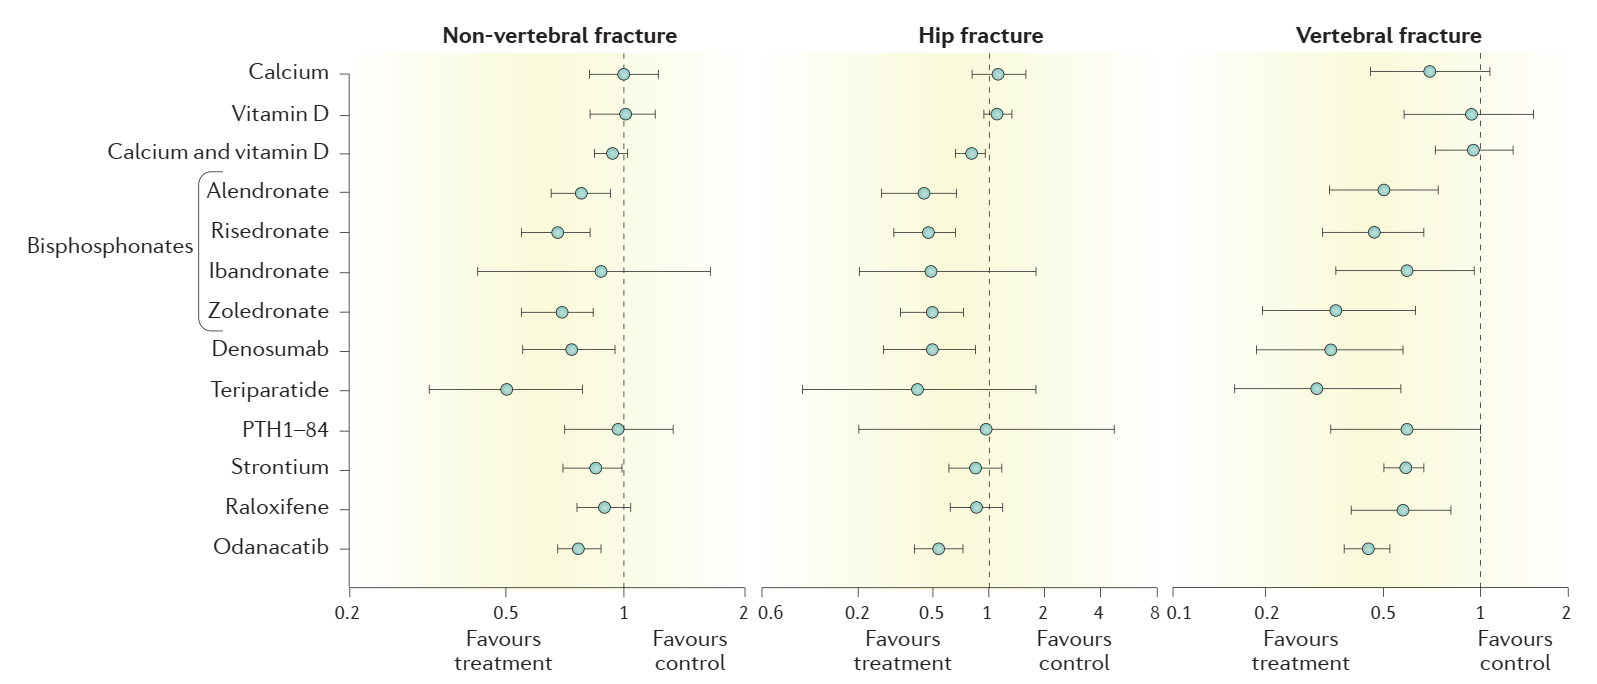 Non-vertebral fracture
Hip fracture
Vertebral fracture
Calcium
Vitamin D
Calcium and vitamin D
Alendronate
Risedronate
Bisphosphonates
Ibandronate
Zoledronate
Denosumab
Teriparatide
PTH1–84
Strontium
Raloxifene
Odanacatib
0.2 0.5 1 2
0.6 0.2 0.5 1 2 4 8
0.1 0.2 0.5 1 2
Favours
treatment
Favours
control
Favours
treatment
Favours
control
Favours
treatment
Favours
control